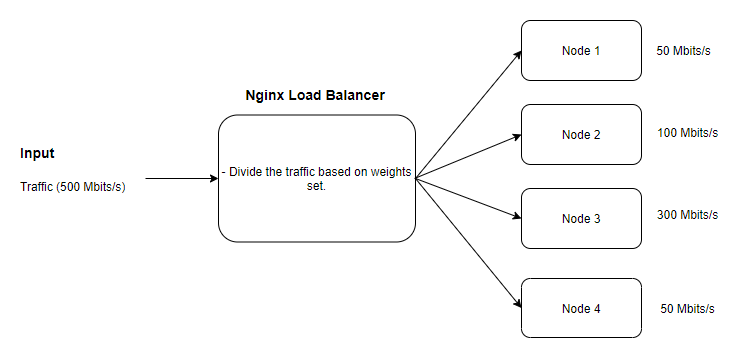 Input
Traffic (500 Mbits/s)
Nginx Load Balancer
- Divide the traffic based on weights
set.
Node 1
50 Mbits/s
Node 2
100 Mbits/s
Node 3
300 Mbits/s
Node 4
50 Mbits/s